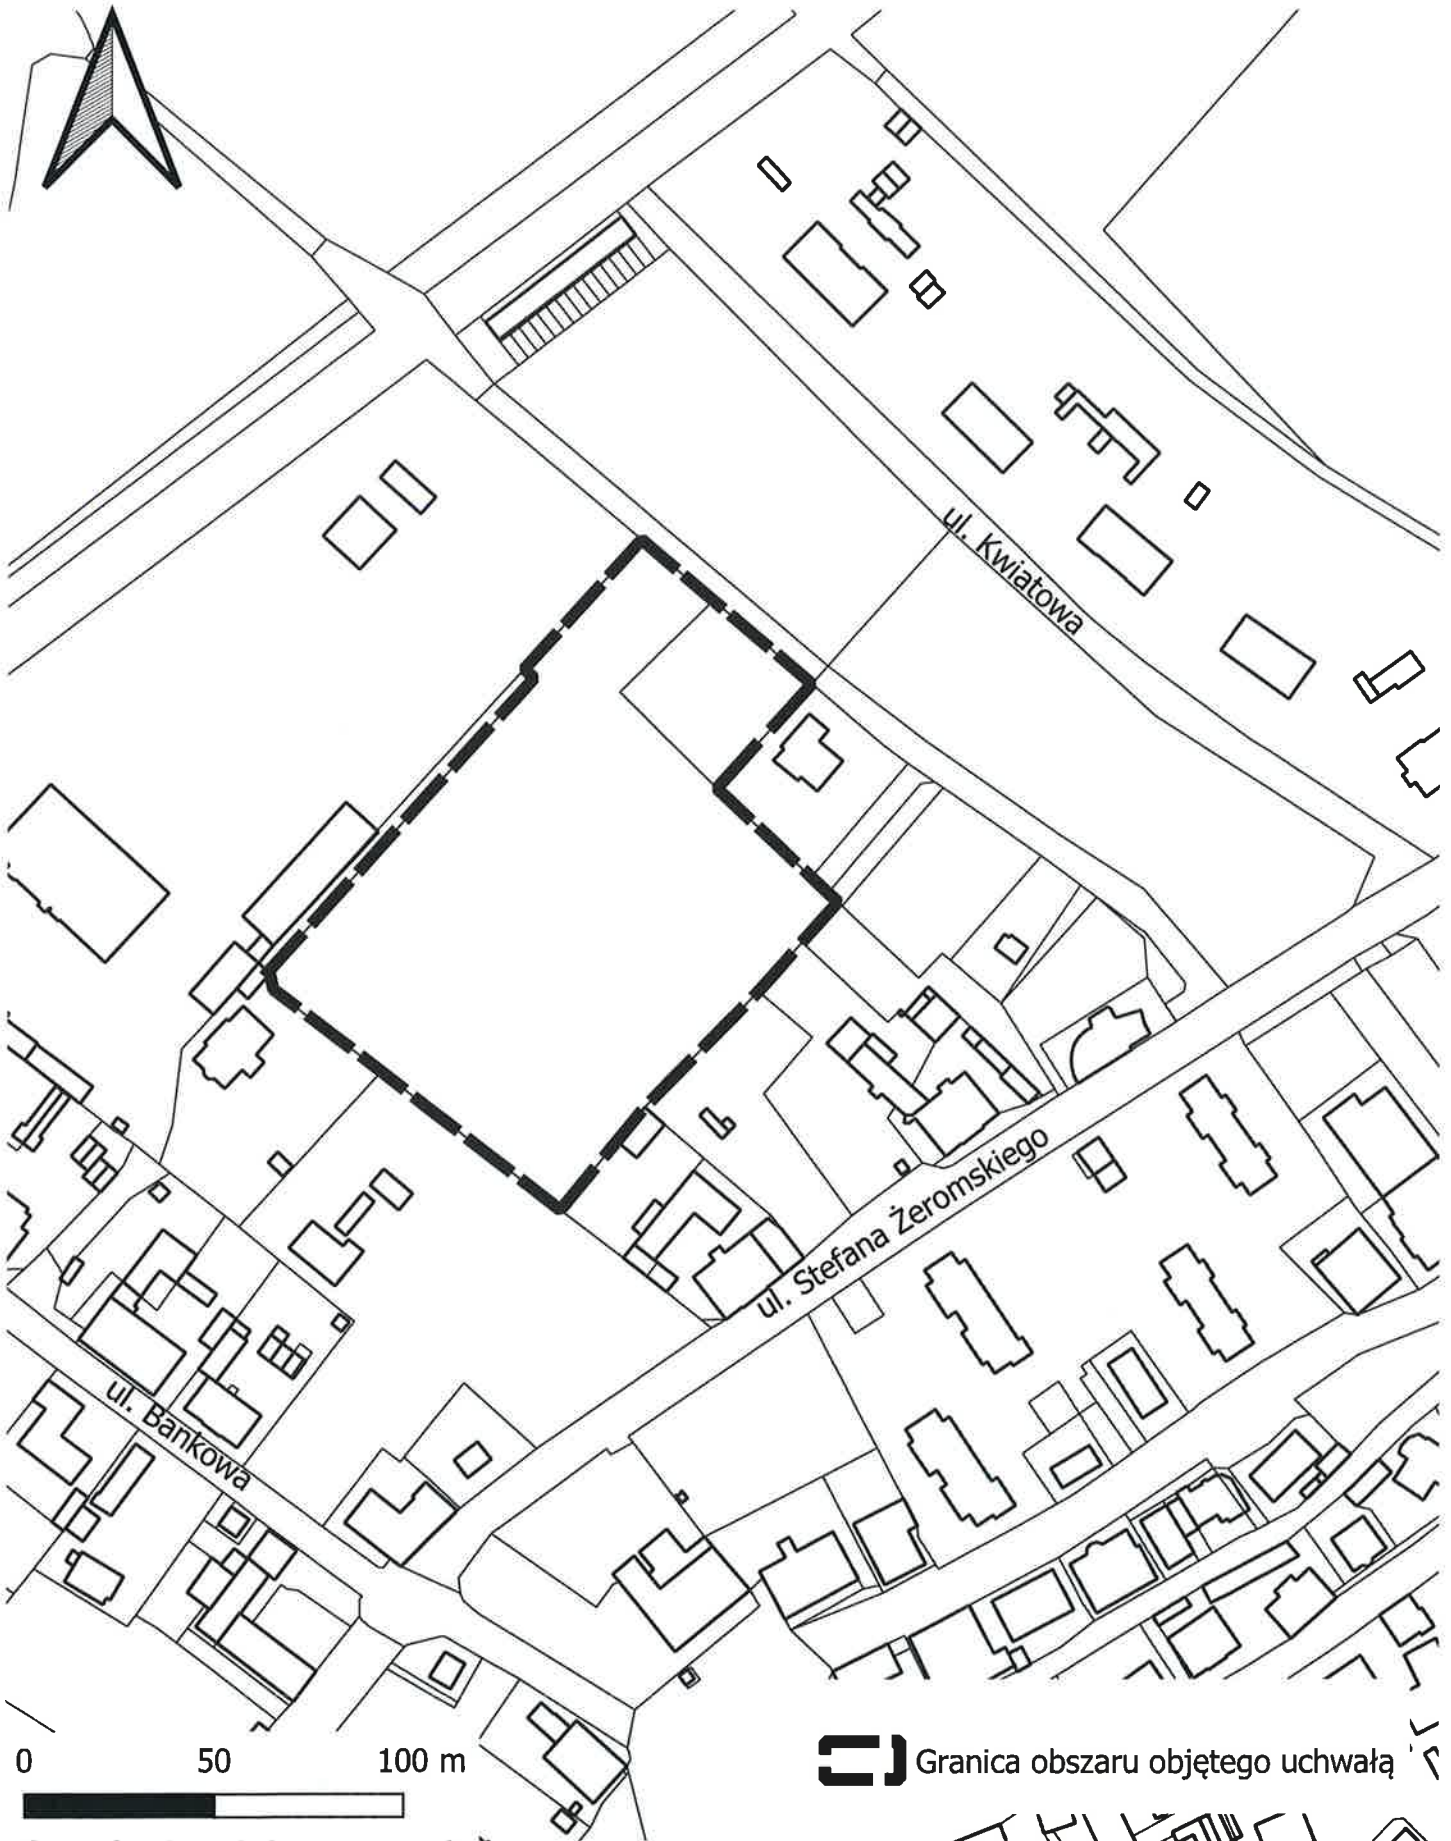 ul. Kwiatowa
ul. Stefana Żeromskiego
ul. Bankowa
0 50 100 m
Granica obszaru objętego uchwałą